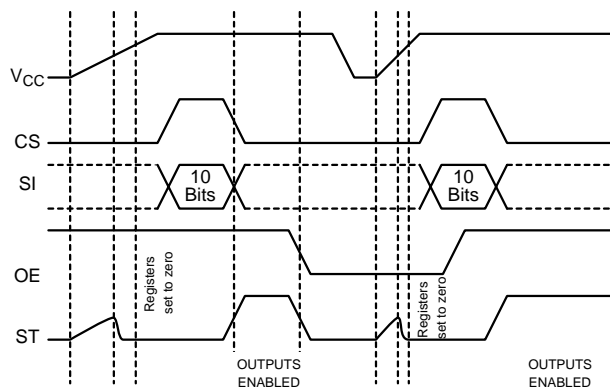 VCC
CS
SI
10
Bits
10
Bits
OE
Registers
set to zero
Registers
set to zero
ST
OUTPUTS
ENABLED
OUTPUTS
ENABLED